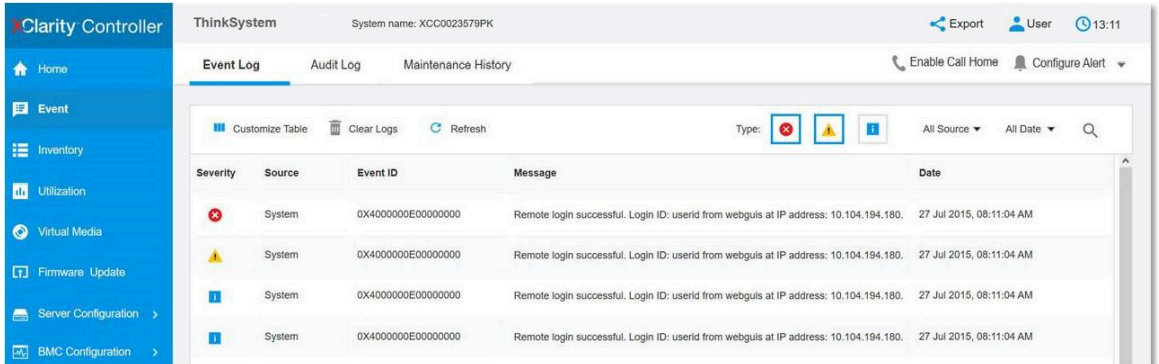 XClarity Controller
ThinkSystem
System name: XCC0023579PK
Export
User
13:11
Home
Event
Inventory
Utilization
Virtual Media
Firmware Update
Server Configuration >
BMC Configuration >
Event Log
Audit Log
Maintenance History
Enable Call Home
Configure Alert
Customize Table
Clear Logs
Refresh
Type:
All Source
All Date
Severity Source Event ID Message Date
System 0X4000000E00000000 Remote login successful. Login ID: userid from webguis at IP address: 10.104.194.180. 27 Jul 2015, 08:11:04 AM
System 0X4000000E00000000 Remote login successful. Login ID: userid from webguis at IP address: 10.104.194.180. 27 Jul 2015, 08:11:04 AM
System 0X4000000E00000000 Remote login successful. Login ID: userid from webguis at IP address: 10.104.194.180. 27 Jul 2015, 08:11:04 AM
System 0X4000000E00000000 Remote login successful. Login ID: userid from webguis at IP address: 10.104.194.180. 27 Jul 2015, 08:11:04 AM